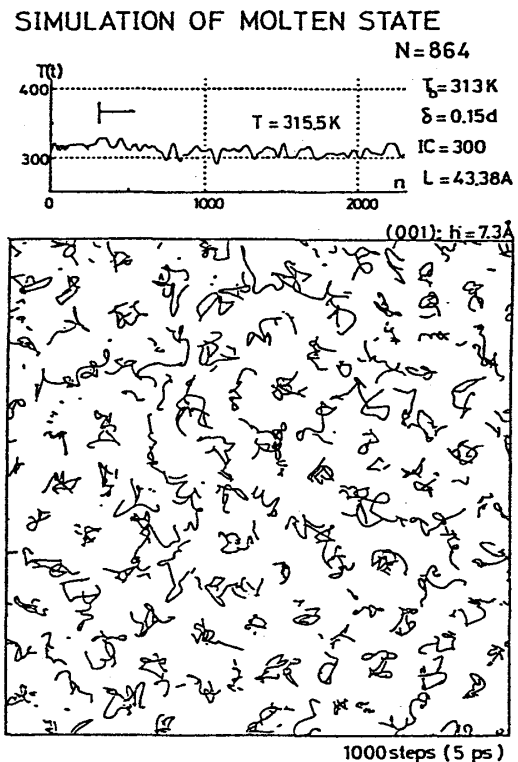 SIMULATION OF MOLTEN STATE
N=864
T(t)
400
300
T = 315.5K
n
0
1000
2000
T₀=313K
δ = 0.15d
IC = 300
L = 43.38A
(001); h=7.3Å
1000steps (5 ps)